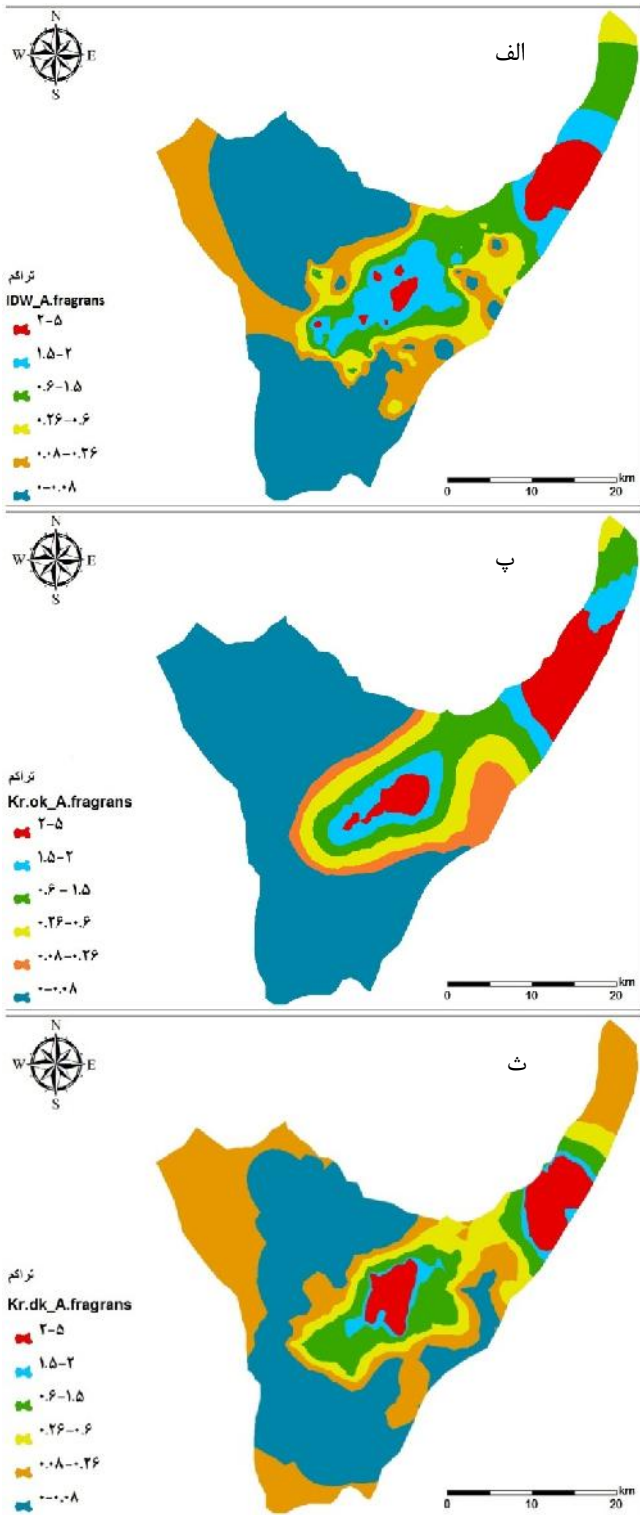 N
W E
S
الف
تراکم
IDW_A.fragrans
۲-۵
۱.۵-۲
۰.۶-۱.۵
۰.۲۶-۰.۶
۰.۰۸-۰.۲۶
۰-۰.۰۸
km
0 10 20
N
W E
S
پ
تراکم
Kr.ok_A.fragrans
۲-۵
۱.۵-۲
۰.۶-۱.۵
۰.۲۶-۰.۶
۰.۰۸-۰.۲۶
۰-۰.۰۸
km
0 10 20
N
W E
S
ث
تراکم
Kr.dk_A.fragrans
۲-۵
۱.۵-۲
۰.۶-۱.۵
۰.۲۶-۰.۶
۰.۰۸-۰.۲۶
۰-۰.۰۸
km
0 10 20